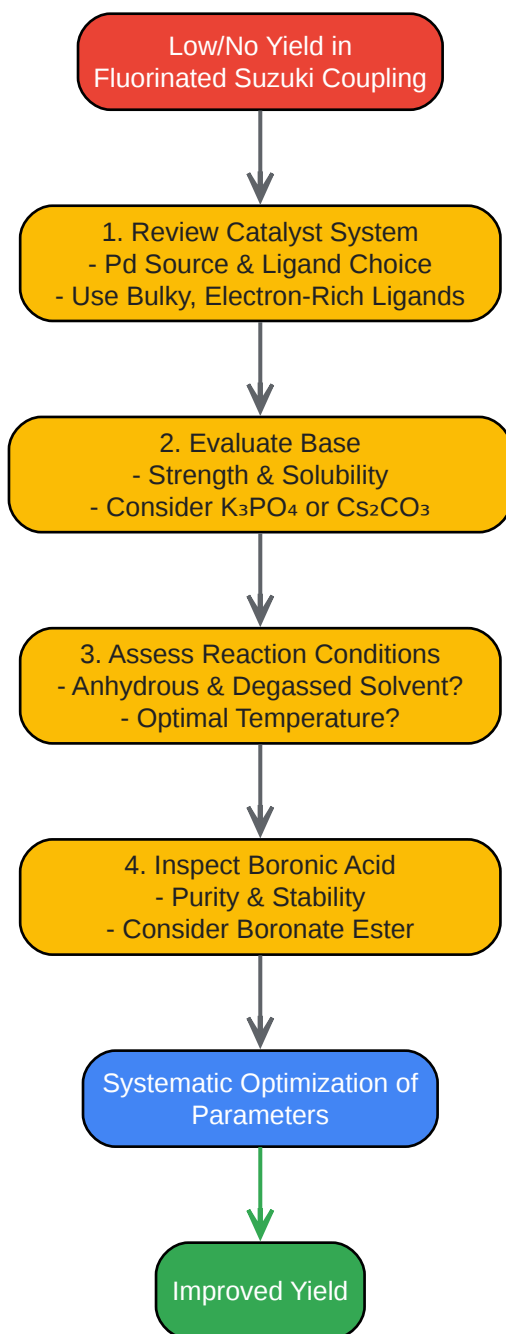 Low/No Yield in
Fluorinated Suzuki Coupling
1. Review Catalyst System
- Pd Source & Ligand Choice
- Use Bulky, Electron-Rich Ligands
2. Evaluate Base
- Strength & Solubility
- Consider K₃PO₄ or Cs₂CO₃
3. Assess Reaction Conditions
- Anhydrous & Degassed Solvent?
- Optimal Temperature?
4. Inspect Boronic Acid
- Purity & Stability
- Consider Boronate Ester
Systematic Optimization of
Parameters
Improved Yield